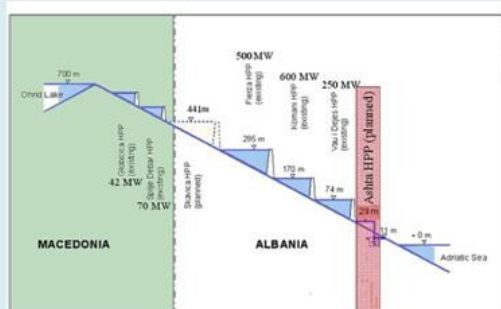 700 m
Ohrid Lake
Globocica HPP
(existing)
42 MW
Spilje Debar HPP
(existing)
70 MW
441m
Skavica HPP
(planned)
500 MW
Fierza HPP
(existing)
295 m
600 MW
Komani HPP
(existing)
170 m
250 MW
Vau i Dejes HPP
(existing)
74 m
Ashta HPP (planned)
23 m
11 m
+ 0 m
Adriatic Sea
MACEDONIA
ALBANIA